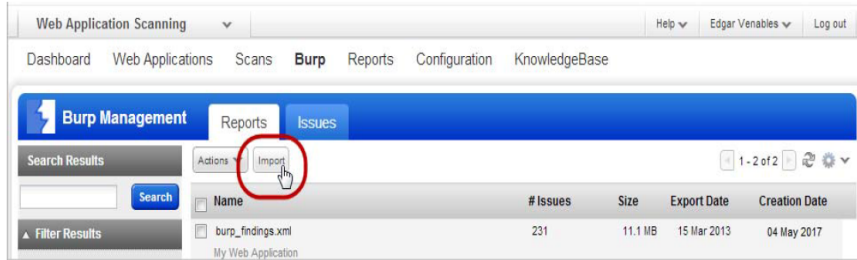 Web Application Scanning
Help Edgar Venables Log out
Dashboard Web Applications Scans Burp Reports Configuration KnowledgeBase
Burp Management Reports Issues
Search Results Actions Import 1 - 2 of 2
Search
Name # Issues Size Export Date Creation Date
Filter Results burp_findings.xml 231 11.1 MB 15 Mar 2013 04 May 2017
My Web Application